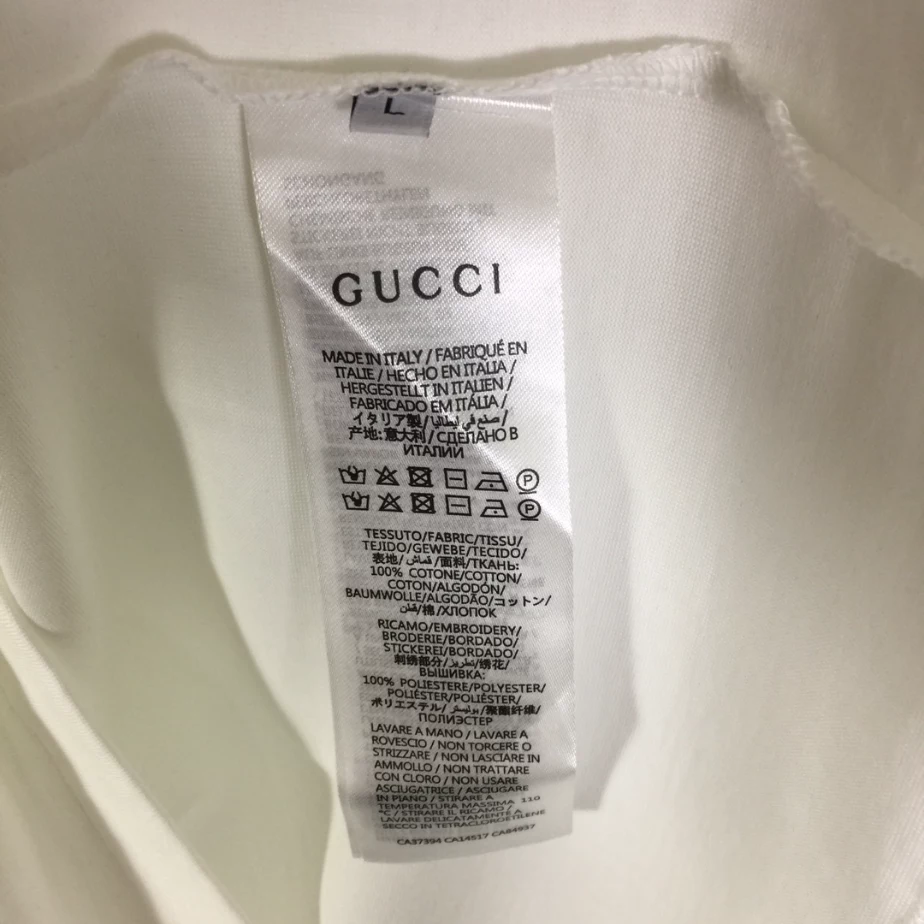 L
GUCCI
MADE IN ITALY / FABRIQUÉ EN
ITALIE / HECHO EN ITALIA /
HERGESTELLT IN ITALIEN /
FABRICADO EM ITÁLIA /
イタリア製 / صنع في إيطاليا /
产地: 意大利 / СДЕЛАНО В
ИТАЛИИ
P
P
TESSUTO/FABRIC/TISSU/
TEJIDO/GEWEBE/TECIDO/
表地/قماش/面料/ТКАНЬ:
100% COTONE/COTTON/
COTON/ALGODÓN/
BAUMWOLLE/ALGODÃO/コットン/
قطن/棉/ХЛОПОК
RICAMO/EMBROIDERY/
BRODERIE/BORDADO/
STICKEREI/BORDADO/
刺绣部分/تطريز/绣花/
ВЫШИВКА:
100% POLIESTERE/POLYESTER/
POLIÉSTER/POLIÉSTER/
ポリエステル/بوليستر/聚酯纤维/
ПОЛИЭСТЕР
LAVARE A MANO / LAVARE A
ROVESCIO / NON TORCERE O
STRIZZARE / NON LASCIARE IN
AMMOLLO / NON TRATTARE
CON CLORO / NON USARE
ASCIUGATRICE / ASCIUGARE
IN PIANO / STIRARE A
TEMPERATURA MASSIMA 110
°C / STIRARE IL RICAMO /
LAVARE DELICATAMENTE A
SECCO IN TETRACLOROETILENE
CA37394 CA14517 CA84937